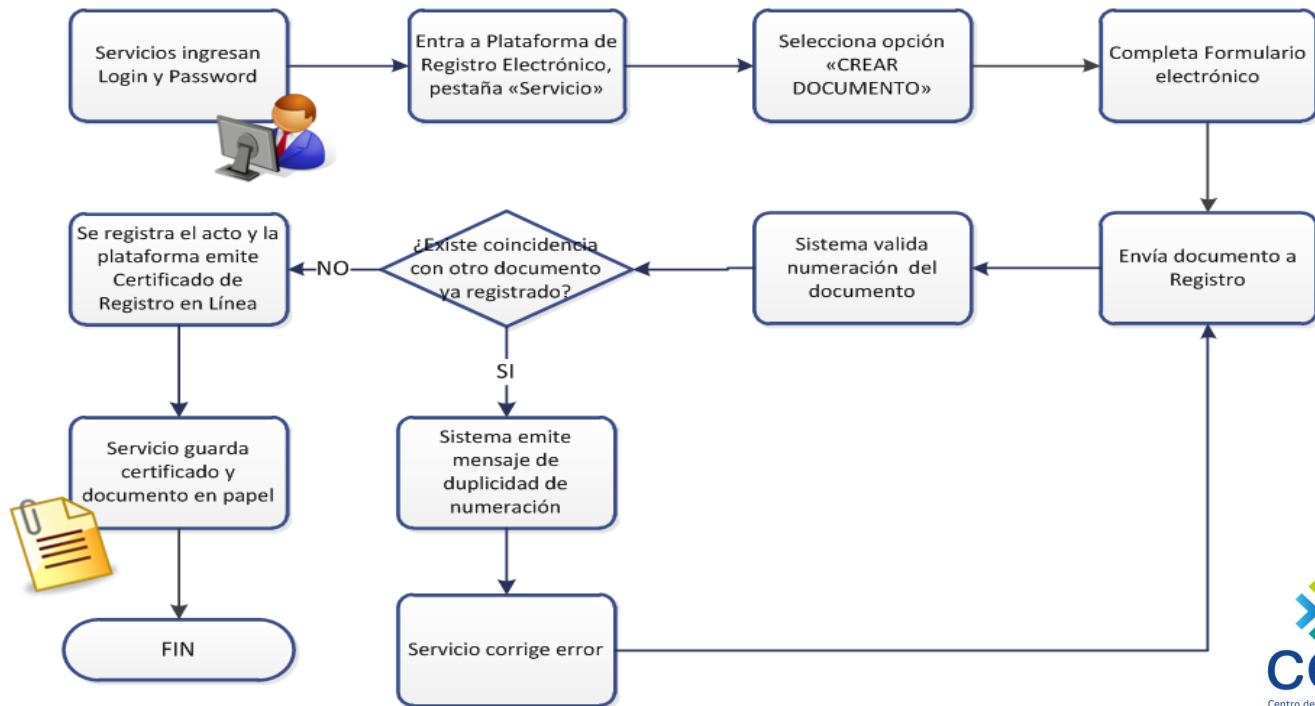 Servicios ingresan
Login y Password
Entra a Plataforma de
Registro Electrónico,
pestaña «Servicio»
Selecciona opción
«CREAR
DOCUMENTO»
Completa Formulario
electrónico
Se registra el acto y la
plataforma emite
Certificado de
Registro en Línea
NO
¿Existe coincidencia
con otro documento
ya registrado?
Sistema valida
numeración del
documento
Envía documento a
Registro
SI
Servicio guarda
certificado y
documento en papel
Sistema emite
mensaje de
duplicidad de
numeración
FIN
Servicio corrige error
Centro de